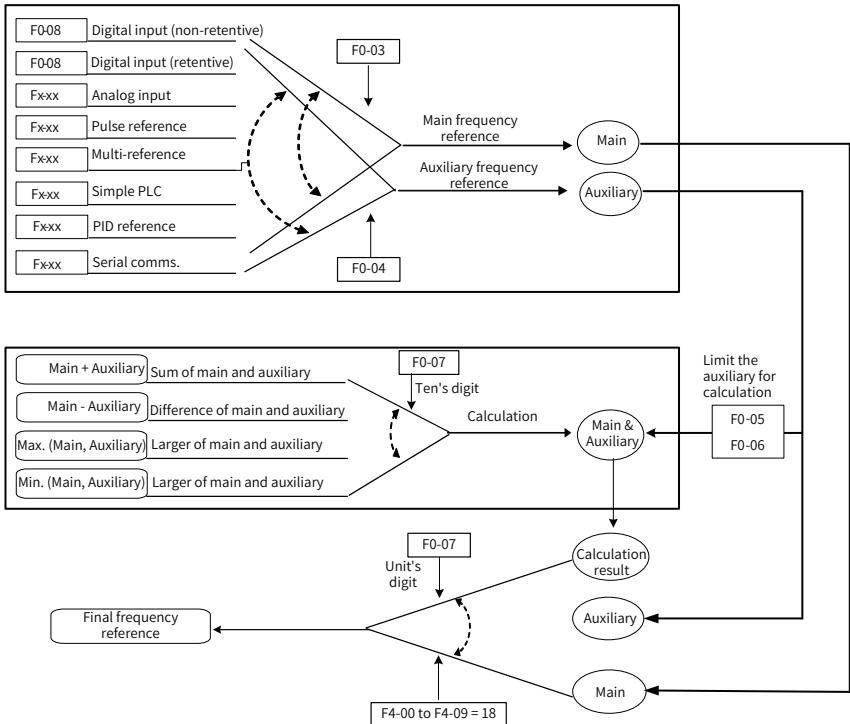 F0-08 Digital input (non-retentive)
F0-08 Digital input (retentive)
Fx-xx Analog input
Fx-xx Pulse reference
Fx-xx Multi-reference
Fx-xx Simple PLC
Fx-xx PID reference
Fx-xx Serial comms.
F0-03
F0-04
Main frequency
reference
Auxiliary frequency
reference
Main
Auxiliary
Main + Auxiliary Sum of main and auxiliary
Main - Auxiliary Difference of main and auxiliary
Max. (Main, Auxiliary) Larger of main and auxiliary
Min. (Main, Auxiliary) Larger of main and auxiliary
F0-07
Ten's digit
Calculation
Main &
Auxiliary
Limit the
auxiliary for
calculation
F0-05
F0-06
F0-07
Unit's
digit
Calculation
result
Auxiliary
Main
Final frequency
reference
F4-00 to F4-09 = 18